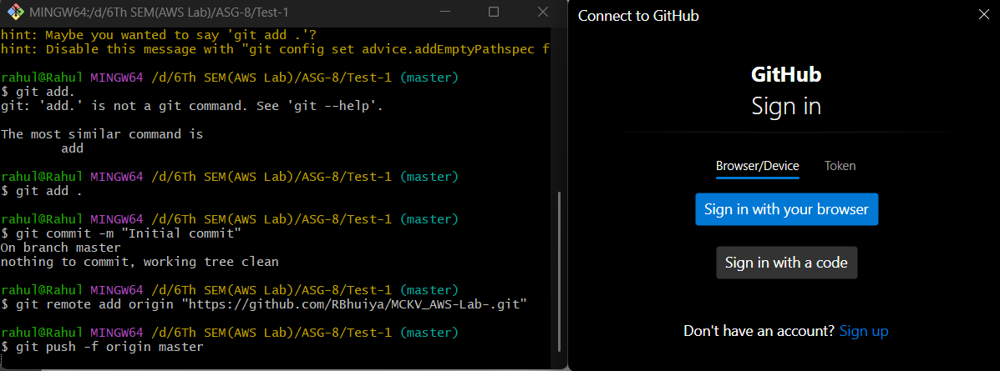 MINGW64:/d/6Th SEM(AWS Lab)/ASG-8/Test-1
hint: Maybe you wanted to say 'git add .'?
hint: Disable this message with "git config set advice.addEmptyPathspec f
rahul@Rahul MINGW64 /d/6Th SEM(AWS Lab)/ASG-8/Test-1 (master)
$ git add.
git: 'add.' is not a git command. See 'git --help'.
The most similar command is
add
rahul@Rahul MINGW64 /d/6Th SEM(AWS Lab)/ASG-8/Test-1 (master)
$ git add .
rahul@Rahul MINGW64 /d/6Th SEM(AWS Lab)/ASG-8/Test-1 (master)
$ git commit -m "Initial commit"
On branch master
nothing to commit, working tree clean
rahul@Rahul MINGW64 /d/6Th SEM(AWS Lab)/ASG-8/Test-1 (master)
$ git remote add origin "https://github.com/RBhuiya/MCKV_AWS-Lab-.git"
rahul@Rahul MINGW64 /d/6Th SEM(AWS Lab)/ASG-8/Test-1 (master)
$ git push -f origin master
Connect to GitHub
GitHub
Sign in
Browser/Device Token
Sign in with your browser
Sign in with a code
Don't have an account? Sign up